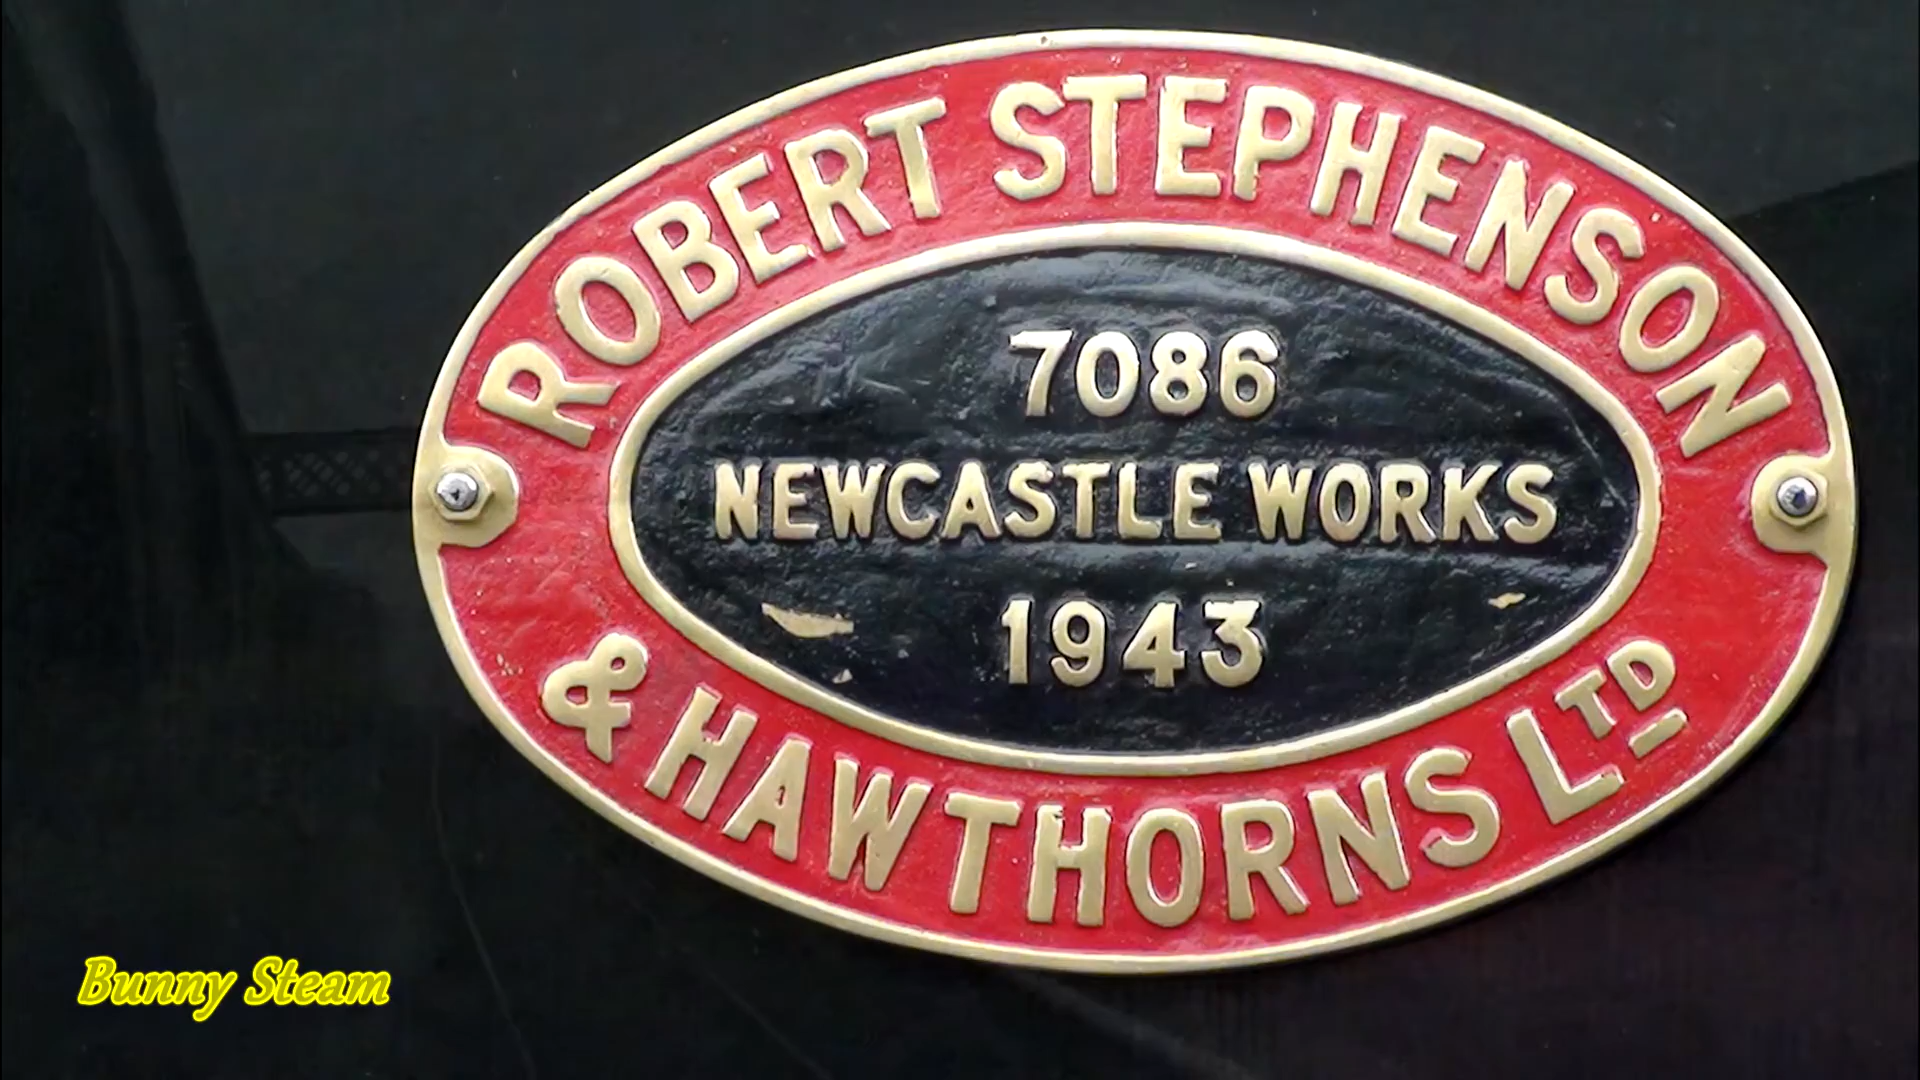 ROBERT STEPHENSON
7086
NEWCASTLE WORKS
1943
& HAWTHORNS LTD
Bunny Steam